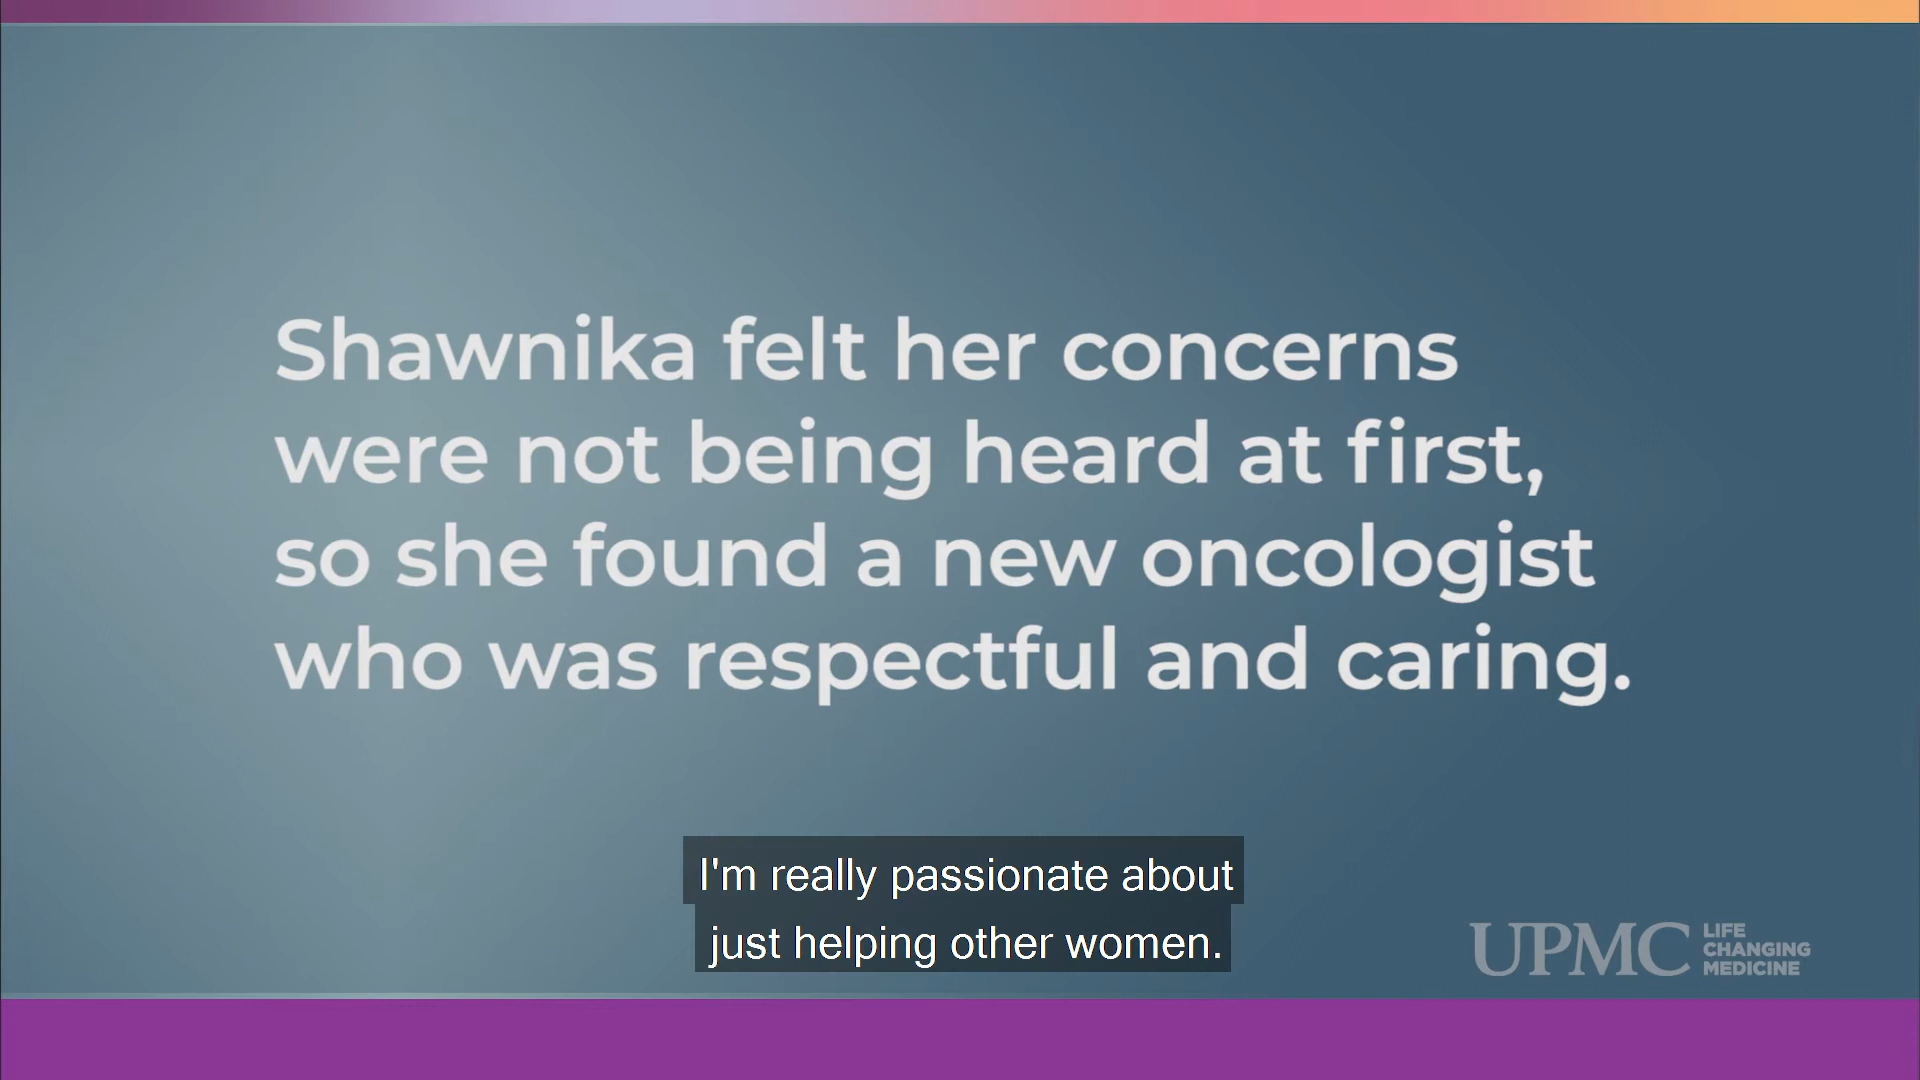 Shawnika felt her concerns
were not being heard at first,
so she found a new oncologist
who was respectful and caring.
I'm really passionate about
just helping other women.
UPMC
LIFE
CHANGING
MEDICINE